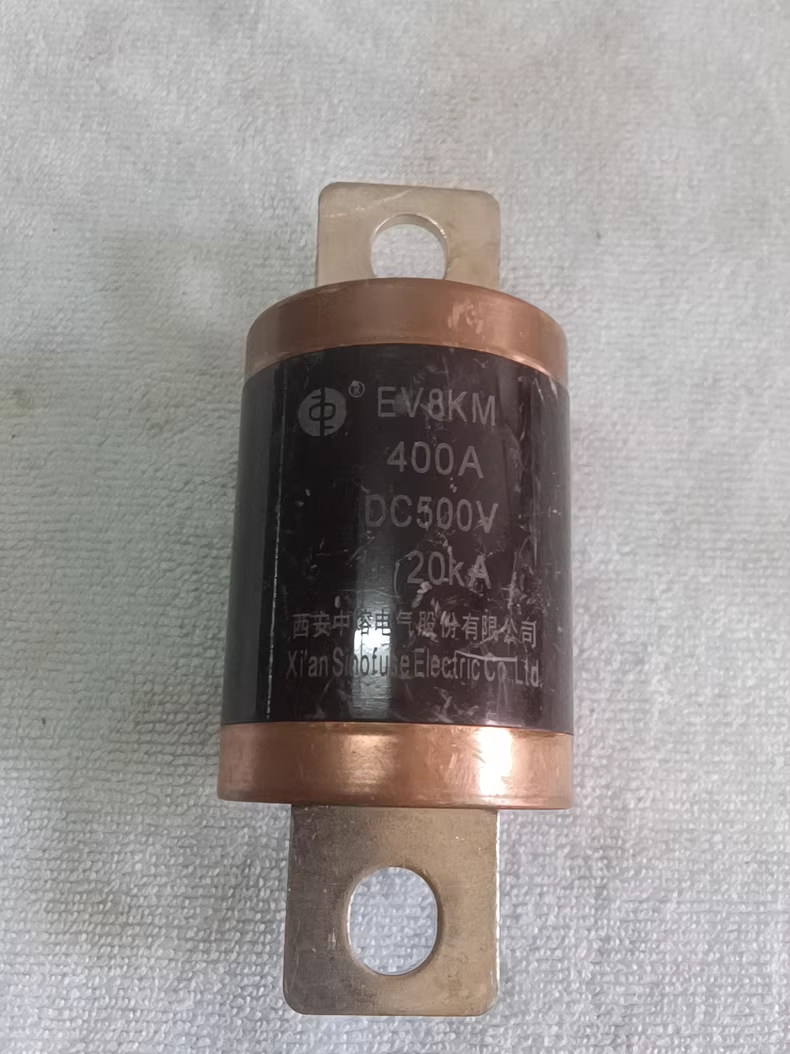 ® EV8KM
400A
DC500V
20kA
西安中熔电气股份有限公司
Xi'an Sinofuse Electric Co. Ltd.